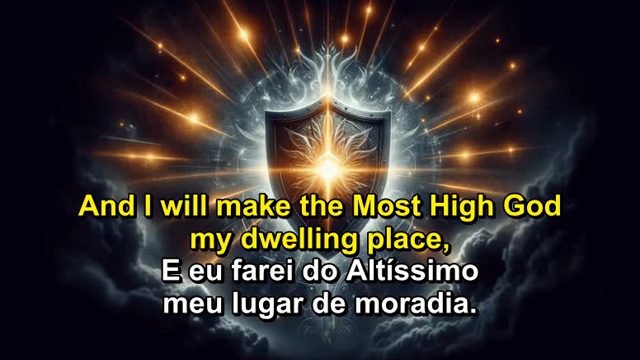 And I will make the Most High God
my dwelling place,
E eu farei do Altíssimo
meu lugar de moradia.